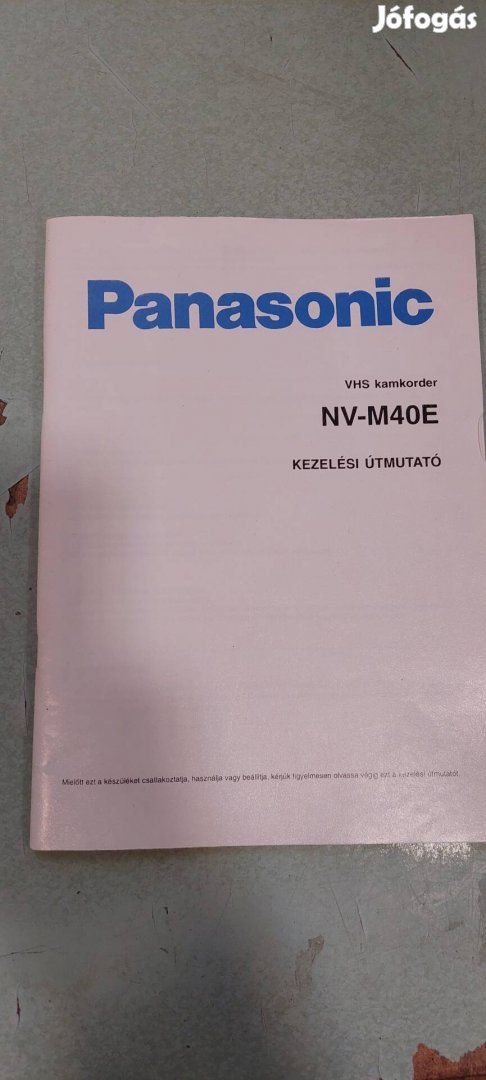 Jófogás
Panasonic
VHS kamkorder
NV-M40E
KEZELÉSI ÚTMUTATÓ
Mielőtt ezt a készüléket csatlakoztatja, használja vagy beállítja, kérjük figyelmesen olvassa végig ezt a kezelési útmutatót.